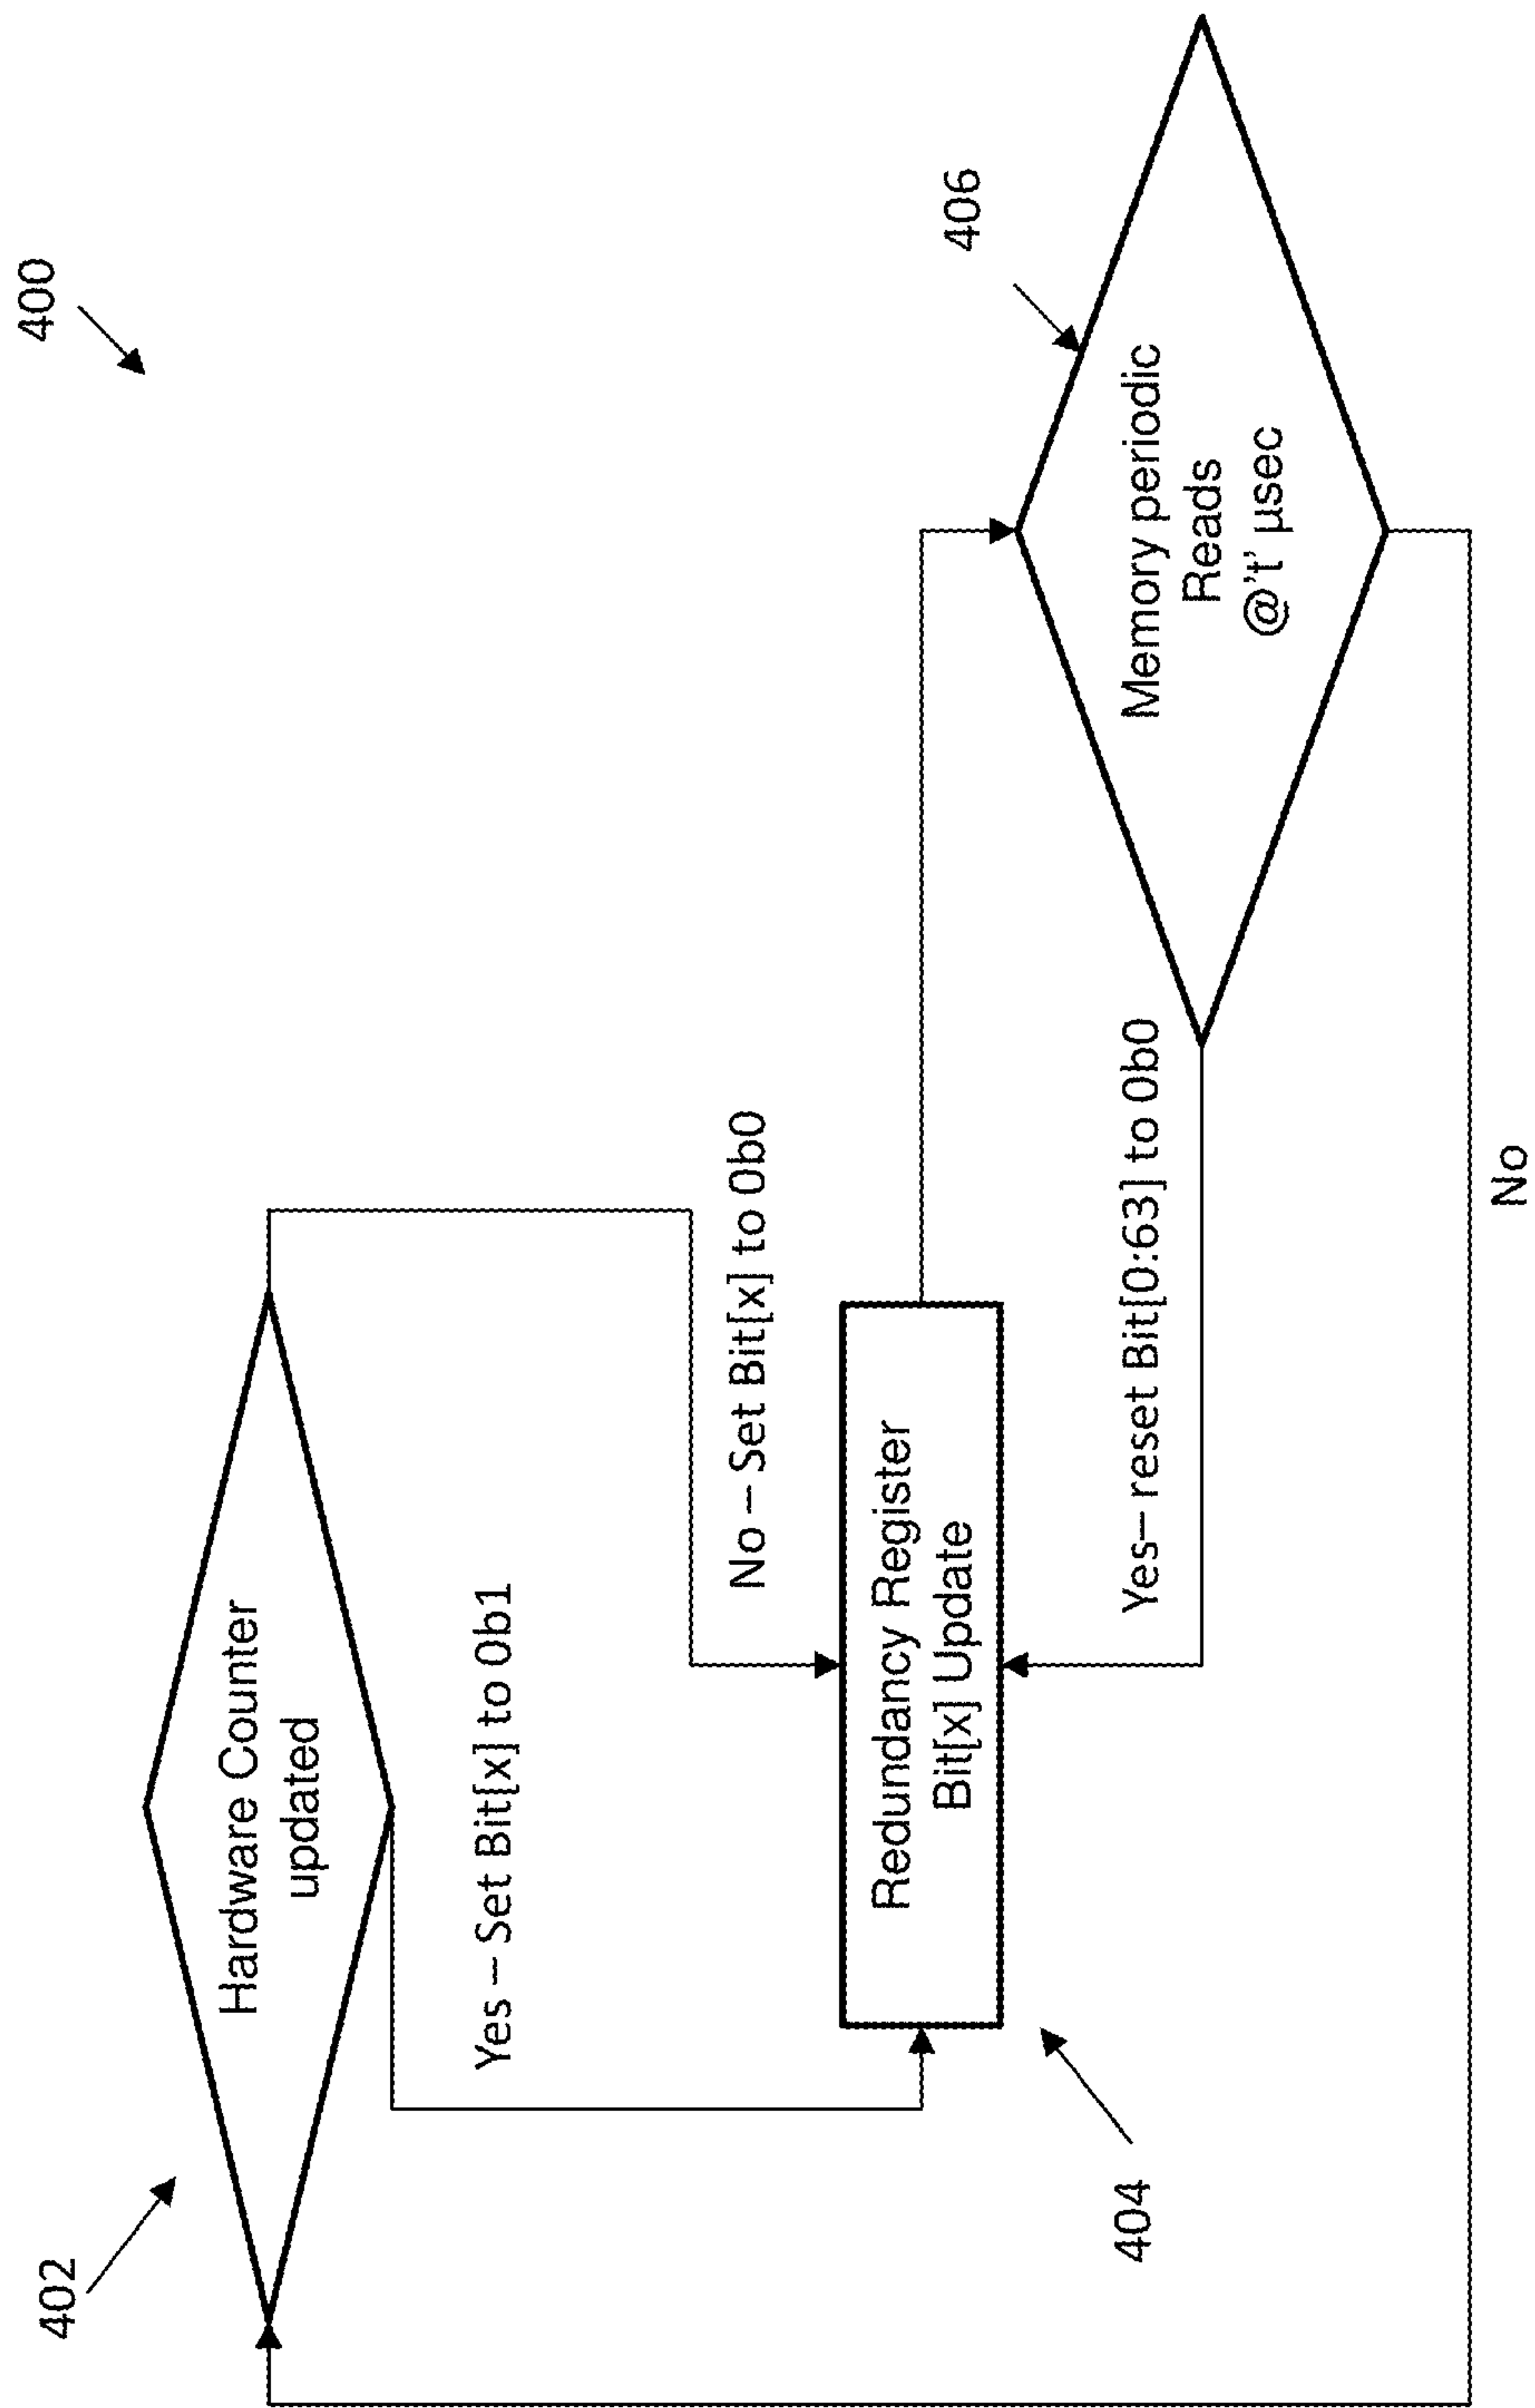 400
402
Hardware Counter
updated
Yes – Set Bit[x] to 0b1
No – Set Bit[x] to 0b0
Redundancy Register
Bit[x] Update
404
406
Memory periodic
Reads
@'t' µsec
Yes– reset Bit[0:63] to 0b0
No